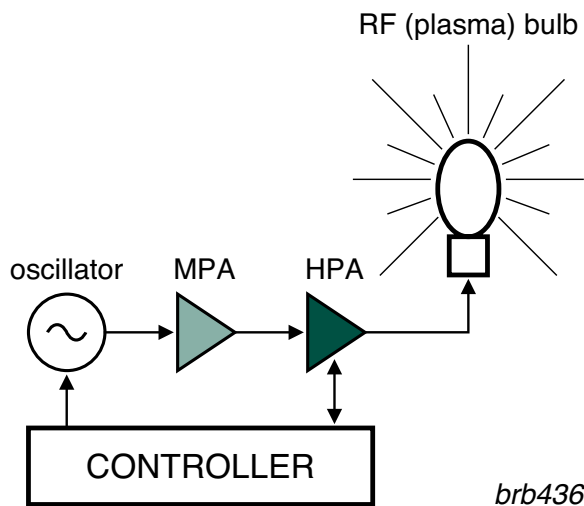 RF (plasma) bulb
oscillator
MPA
HPA
CONTROLLER
brb436